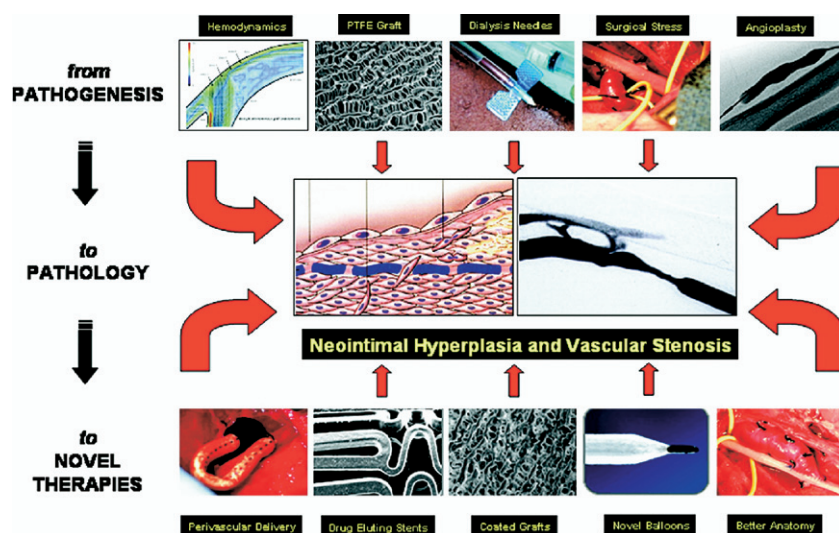 Hemodynamics
PTFE Graft
Dialysis Needles
Surgical Stress
Angioplasty
from
PATHOGENESIS
to
PATHOLOGY
Neointimal Hyperplasia and Vascular Stenosis
to
NOVEL
THERAPIES
Perivascular Delivery
Drug Eluting Stents
Coated Grafts
Novel Balloons
Better Anatomy